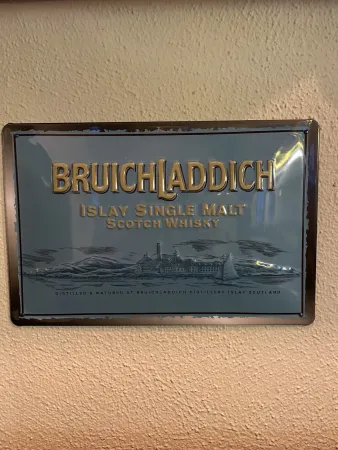 BRUICHLADDICH
ISLAY SINGLE MALT
SCOTCH WHISKY
DISTILLED & MATURED AT BRUICHLADDICH DISTILLERY ISLAY SCOTLAND